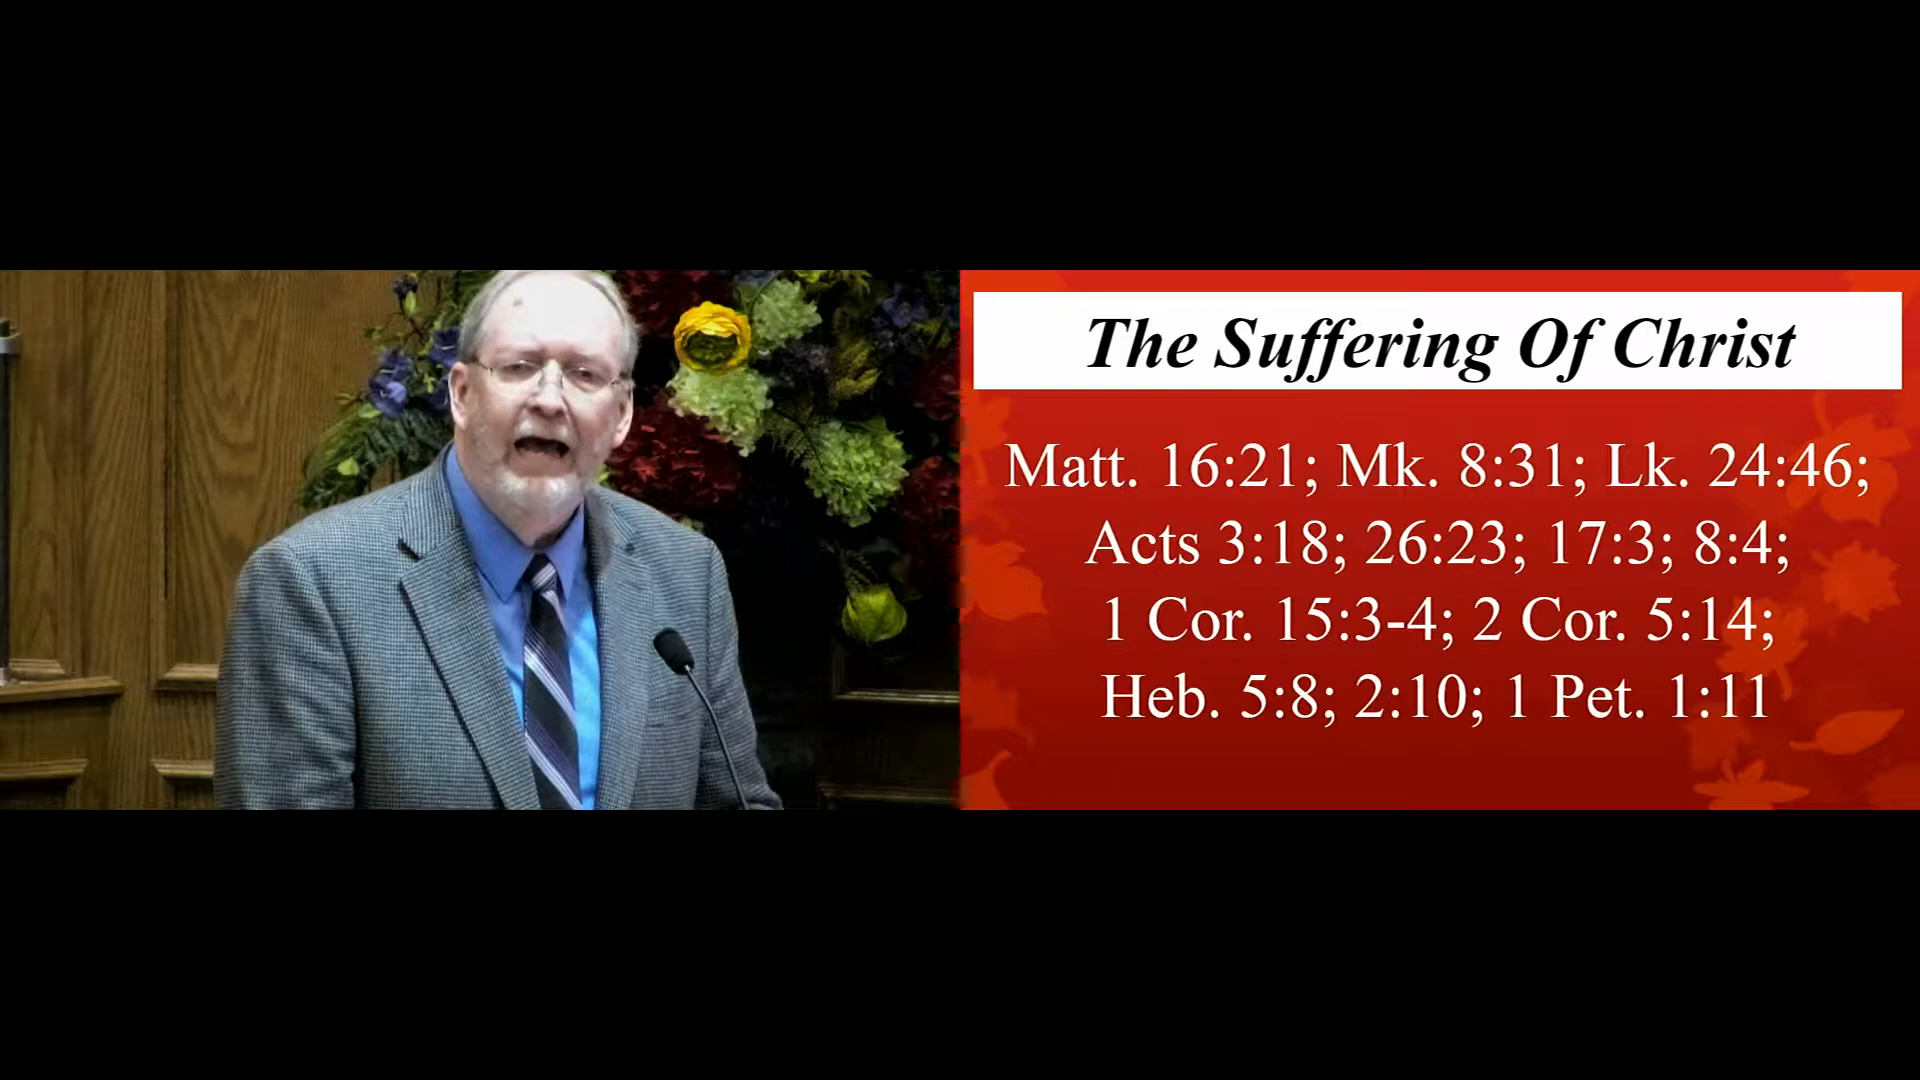 The Suffering Of Christ
Matt. 16:21; Mk. 8:31; Lk. 24:46;
Acts 3:18; 26:23; 17:3; 8:4;
1 Cor. 15:3-4; 2 Cor. 5:14;
Heb. 5:8; 2:10; 1 Pet. 1:11